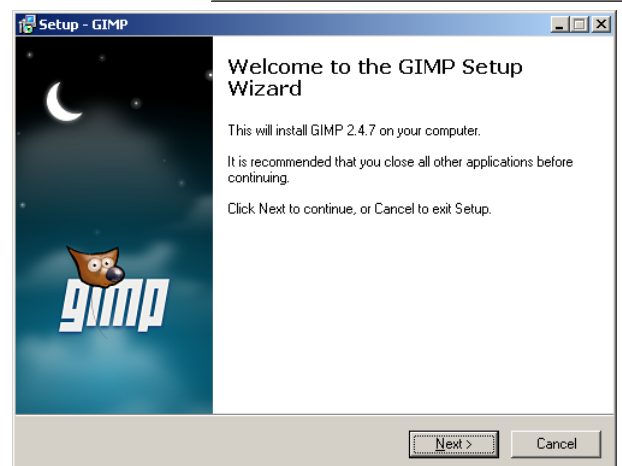 Setup - GIMP
Welcome to the GIMP Setup
Wizard
This will install GIMP 2.4.7 on your computer.
It is recommended that you close all other applications before
continuing.
Click Next to continue, or Cancel to exit Setup.
gimp
Next >
Cancel